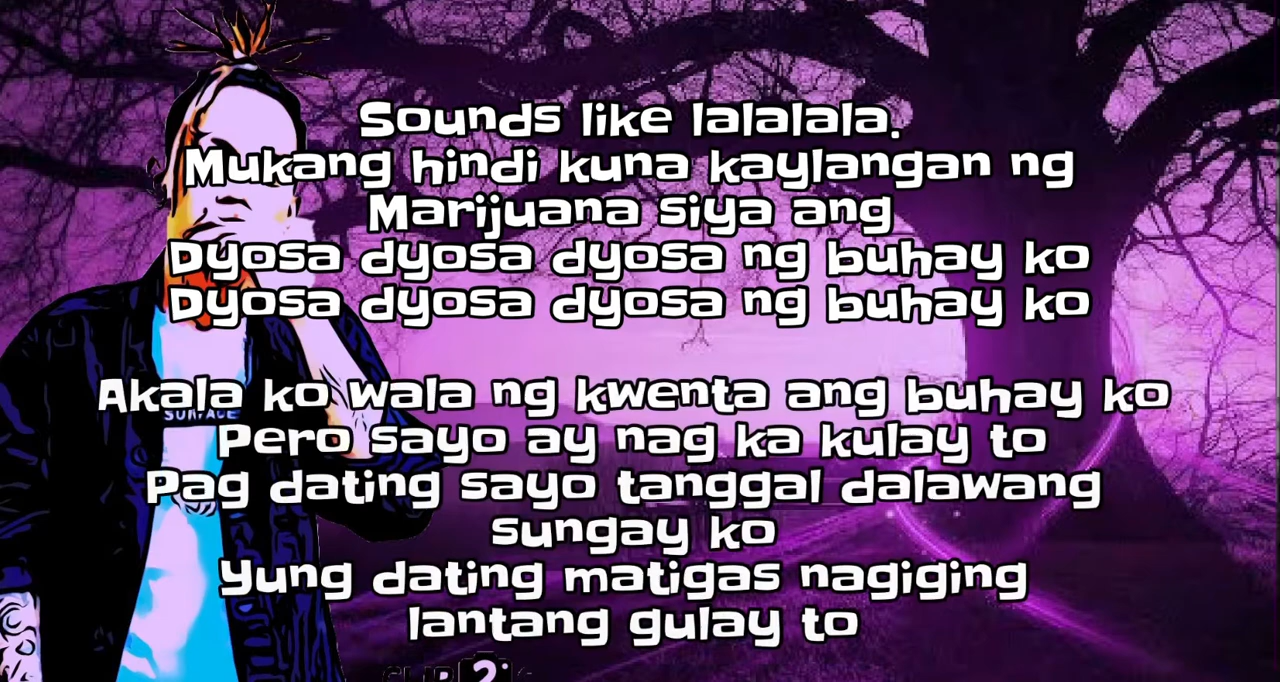 Sounds like lalalala.
Mukang hindi kuna kaylangan ng
Marijuana siya ang
Dyosa dyosa dyosa ng buhay ko
Dyosa dyosa dyosa ng buhay ko
Akala ko wala ng kwenta ang buhay ko
SURFACE
Pero sayo ay nag ka kulay to
Pag dating sayo tanggal dalawang
sungay ko
Yung dating matigas nagiging
lantang gulay to
2